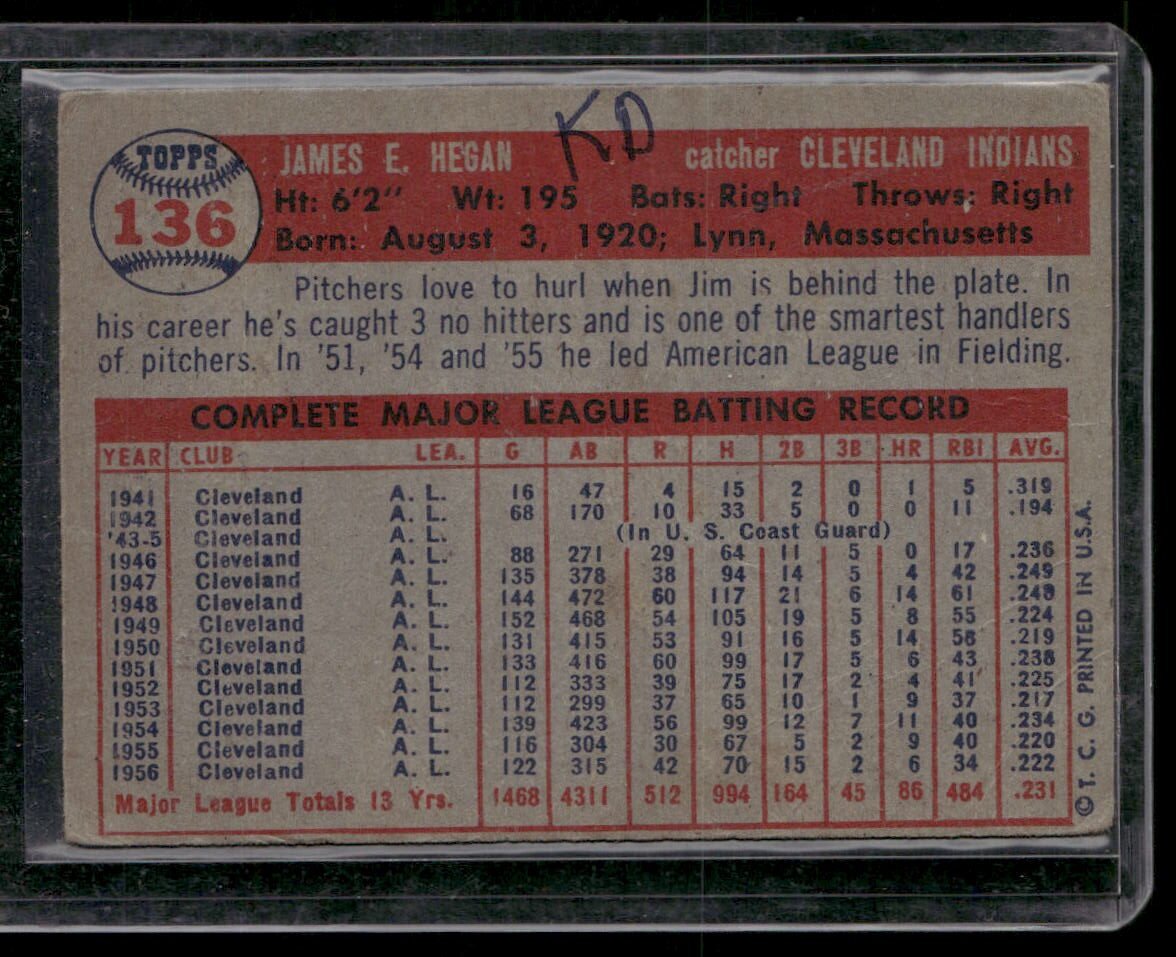 KD
TOPPS
136
JAMES E. HEGAN catcher CLEVELAND INDIANS
Ht: 6'2" Wt: 195 Bats: Right Throws: Right
Born: August 3, 1920; Lynn, Massachusetts
Pitchers love to hurl when Jim is behind the plate. In
his career he's caught 3 no hitters and is one of the smartest handlers
of pitchers. In '51, '54 and '55 he led American League in Fielding.
COMPLETE MAJOR LEAGUE BATTING RECORD
YEAR CLUB LEA. G AB R H 2B 3B HR RBI AVG.
1941 Cleveland A. L. 16 47 4 15 2 0 1 5 .319
1942 Cleveland A. L. 68 170 10 33 5 0 0 11 .194
'43-5 Cleveland A. L. (In U. S. Coast Guard)
1946 Cleveland A. L. 88 271 29 64 11 5 0 17 .236
1947 Cleveland A. L. 135 378 38 94 14 5 4 42 .249
1948 Cleveland A. L. 144 472 60 117 21 6 14 61 .248
1949 Cleveland A. L. 152 468 54 105 19 5 8 55 .224
1950 Cleveland A. L. 131 415 53 91 16 5 14 58 .219
1951 Cleveland A. L. 133 416 60 99 17 5 6 43 .238
1952 Cleveland A. L. 112 333 39 75 17 2 4 41 .225
1953 Cleveland A. L. 112 299 37 65 10 1 9 37 .217
1954 Cleveland A. L. 139 423 56 99 12 7 11 40 .234
1955 Cleveland A. L. 116 304 30 67 5 2 9 40 .220
1956 Cleveland A. L. 122 315 42 70 15 2 6 34 .222
Major League Totals 13 Yrs. 1468 4311 512 994 164 45 86 484 .231
© T. C. G. PRINTED IN U.S.A.